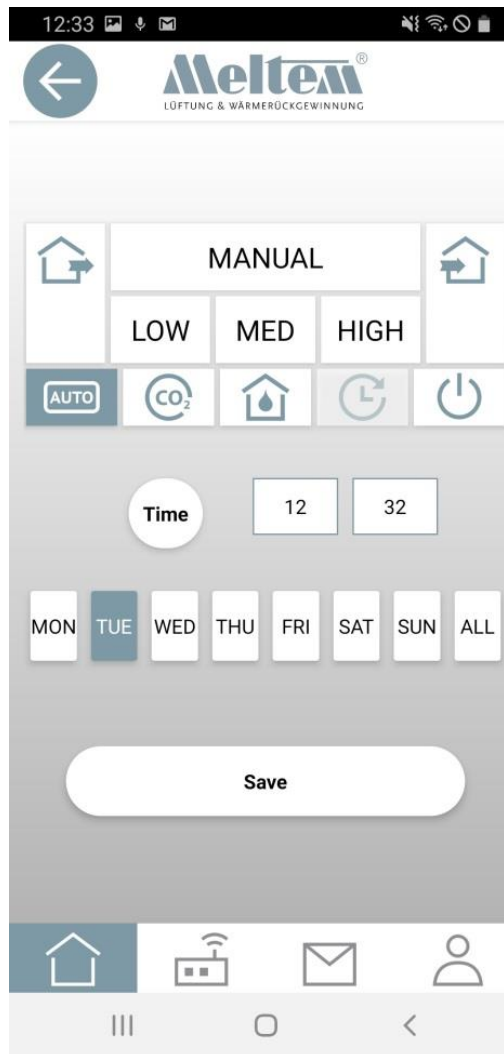 12:33
Meltem®
LÜFTUNG & WÄRMERÜCKGEWINNUNG
MANUAL
LOW MED HIGH
AUTO CO₂
Time 12 32
MON TUE WED THU FRI SAT SUN ALL
Save